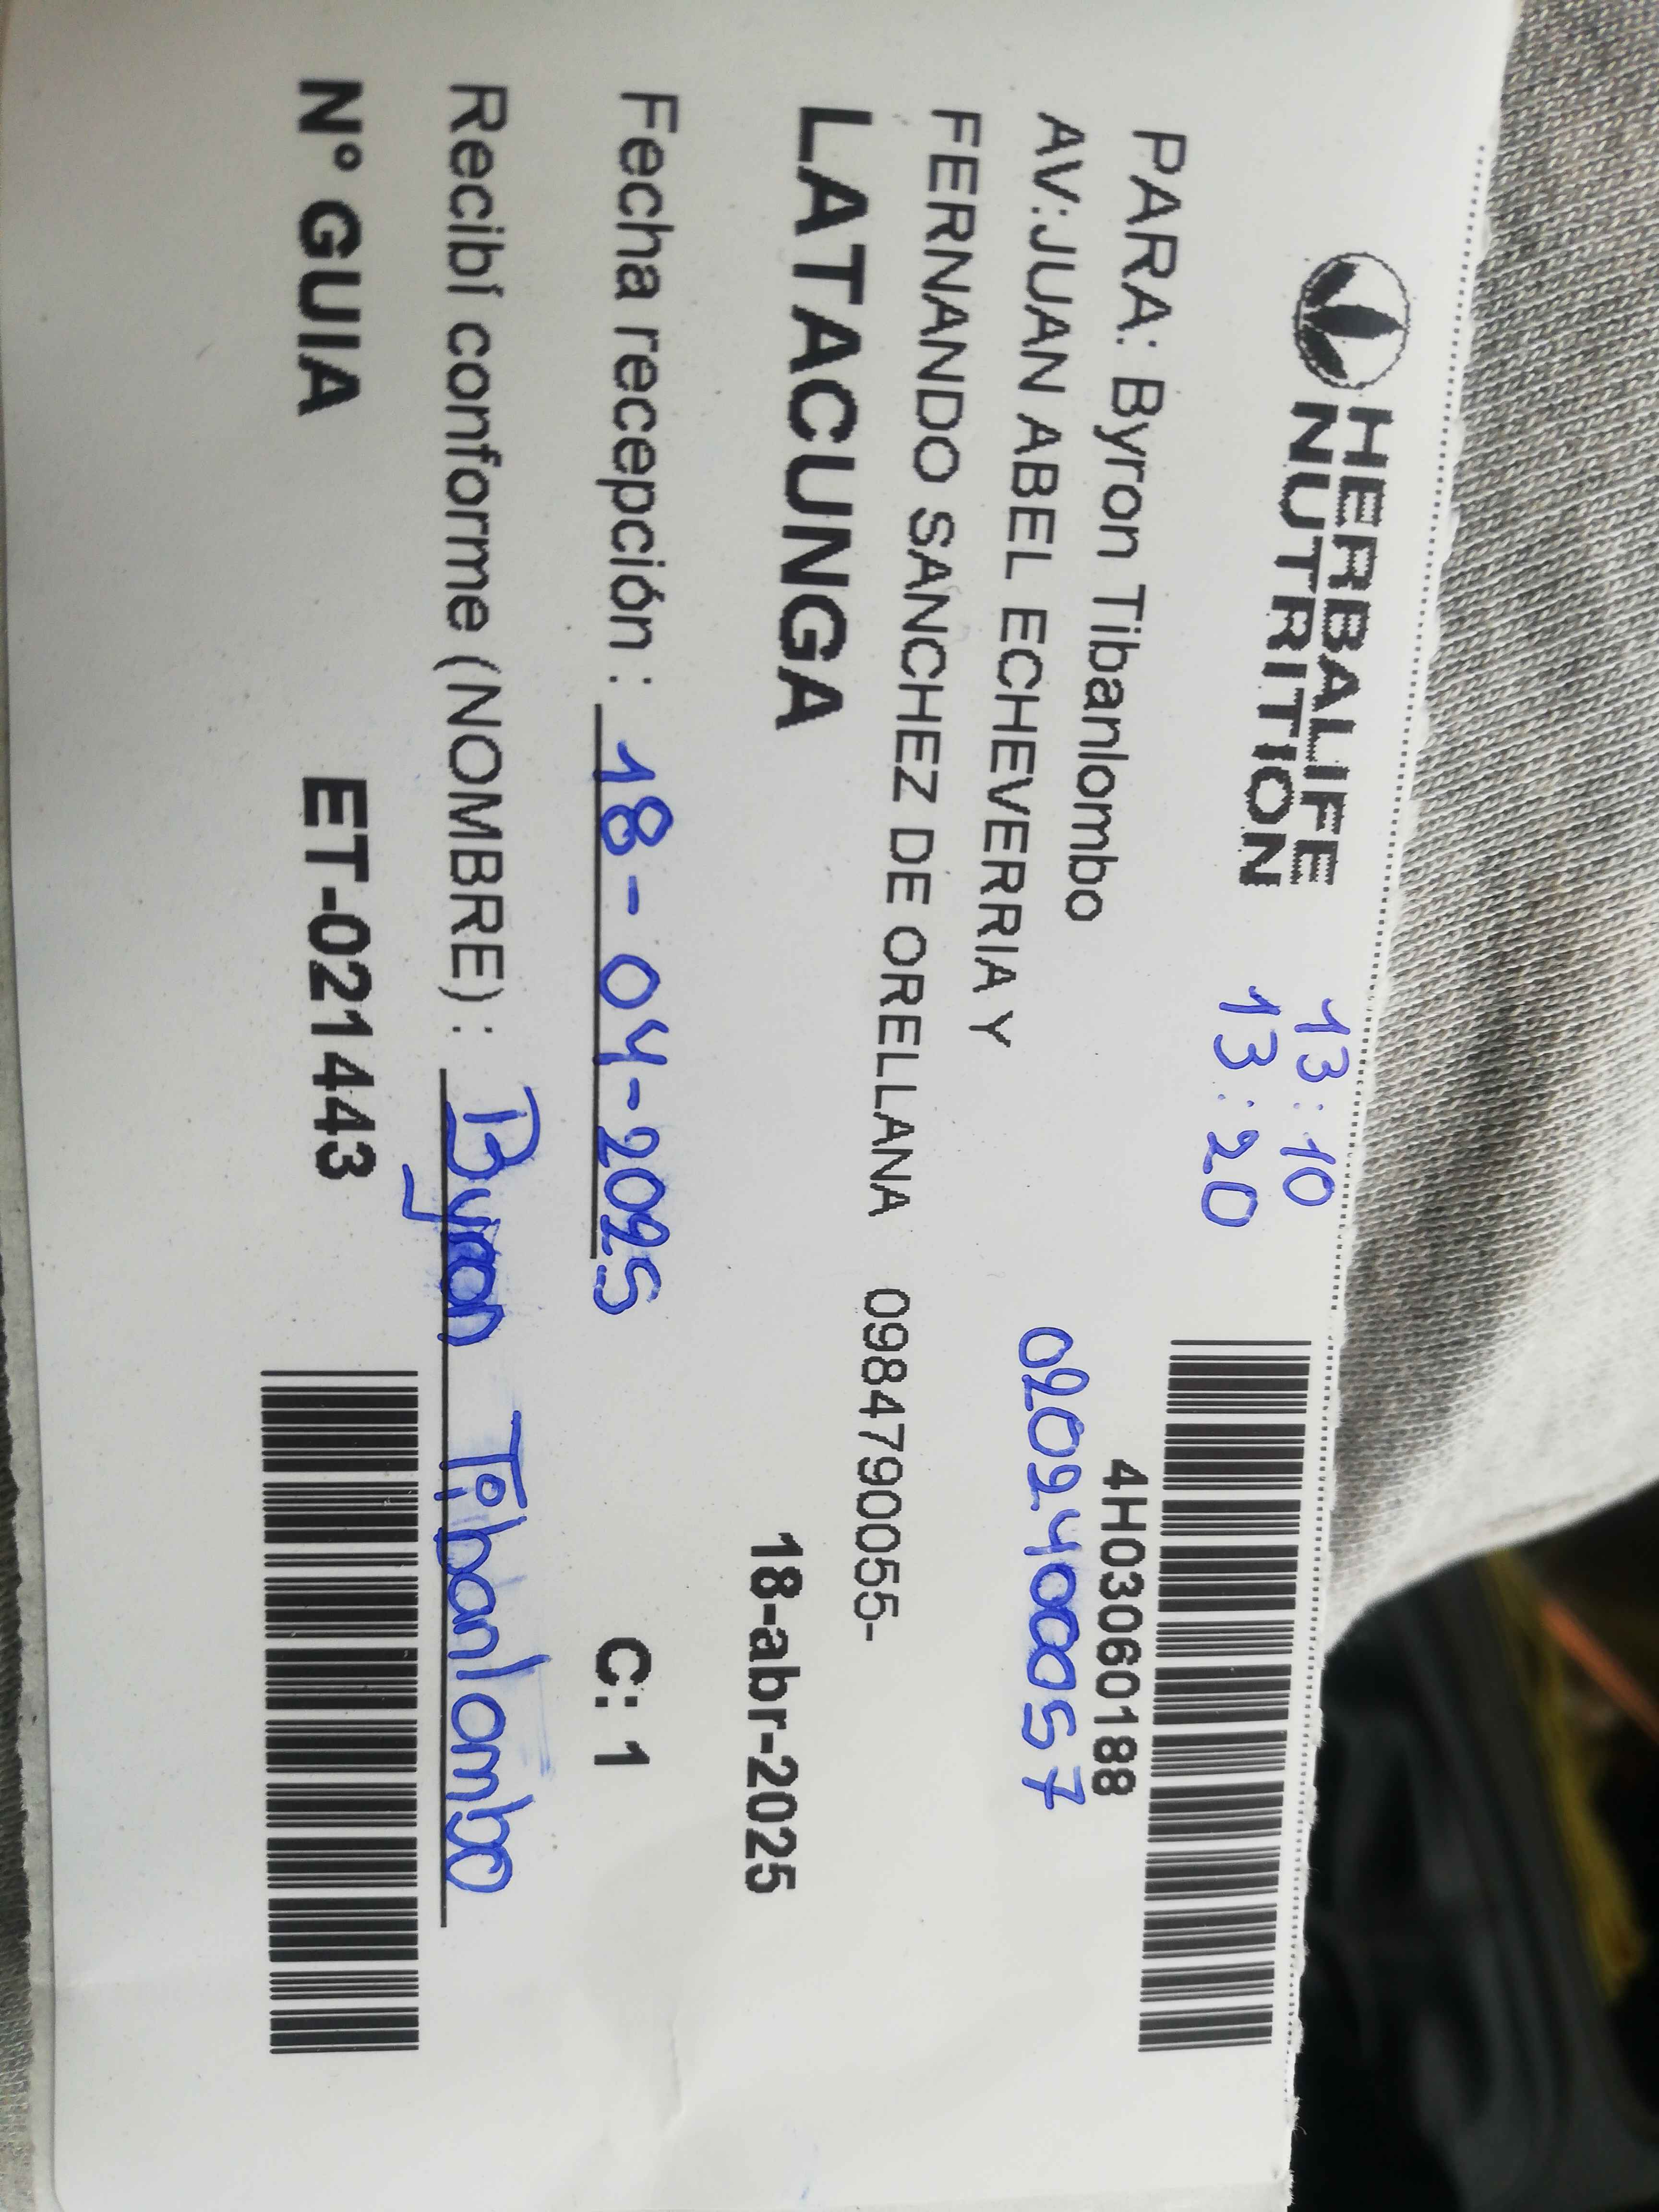 HERBALIFE
NUTRITION
13:10
13:20
4H03060188
PARA: Byron Tibanlombo
0202400057
AV:JUAN ABEL ECHEVERRIA Y
FERNANDO SANCHEZ DE ORELLANA 0984790055-
LATACUNGA
18-abr-2025
Fecha recepción : 18-04-2025
C: 1
Recibí conforme (NOMBRE) : Byron Tibanlombo
N° GUIA ET-021443